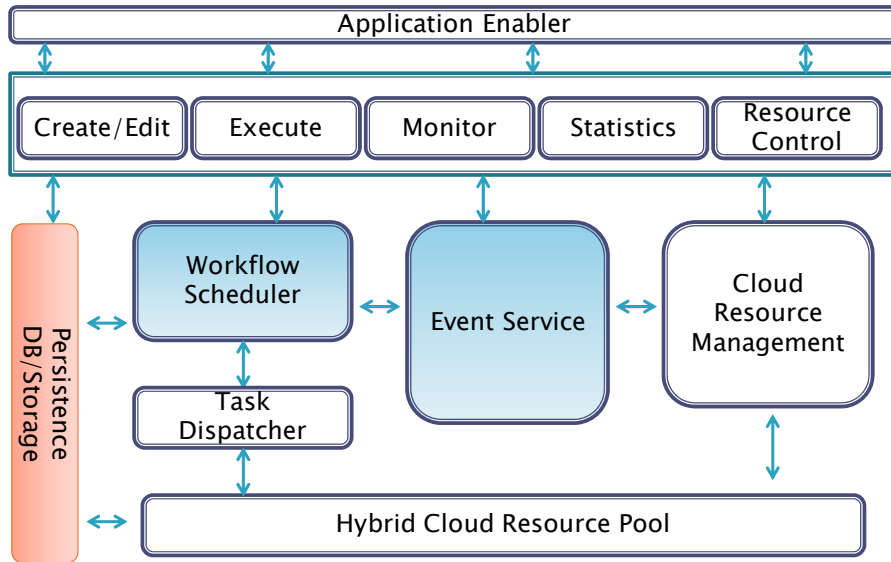 Application Enabler
Create/Edit
Execute
Monitor
Statistics
Resource
Control
Workflow
Scheduler
Event Service
Cloud
Resource
Management
Persistence
DB/Storage
Task
Dispatcher
Hybrid Cloud Resource Pool